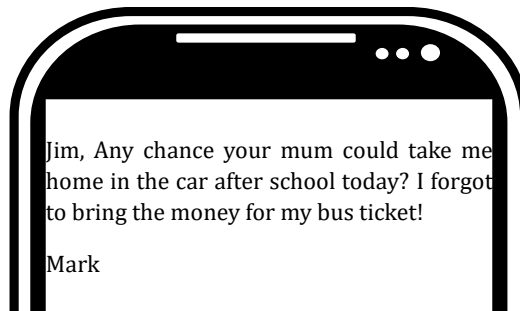 Jim, Any chance your mum could take me
home in the car after school today? I forgot
to bring the money for my bus ticket!
Mark